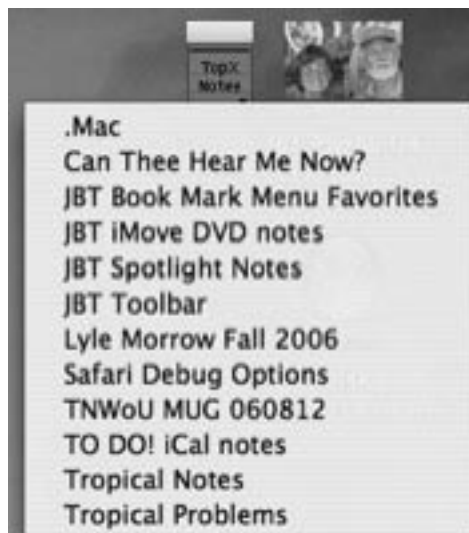 TopX
Notes
.Mac
Can Thee Hear Me Now?
JBT Book Mark Menu Favorites
JBT iMove DVD notes
JBT Spotlight Notes
JBT Toolbar
Lyle Morrow Fall 2006
Safari Debug Options
TNWoU MUG 060812
TO DO! iCal notes
Tropical Notes
Tropical Problems